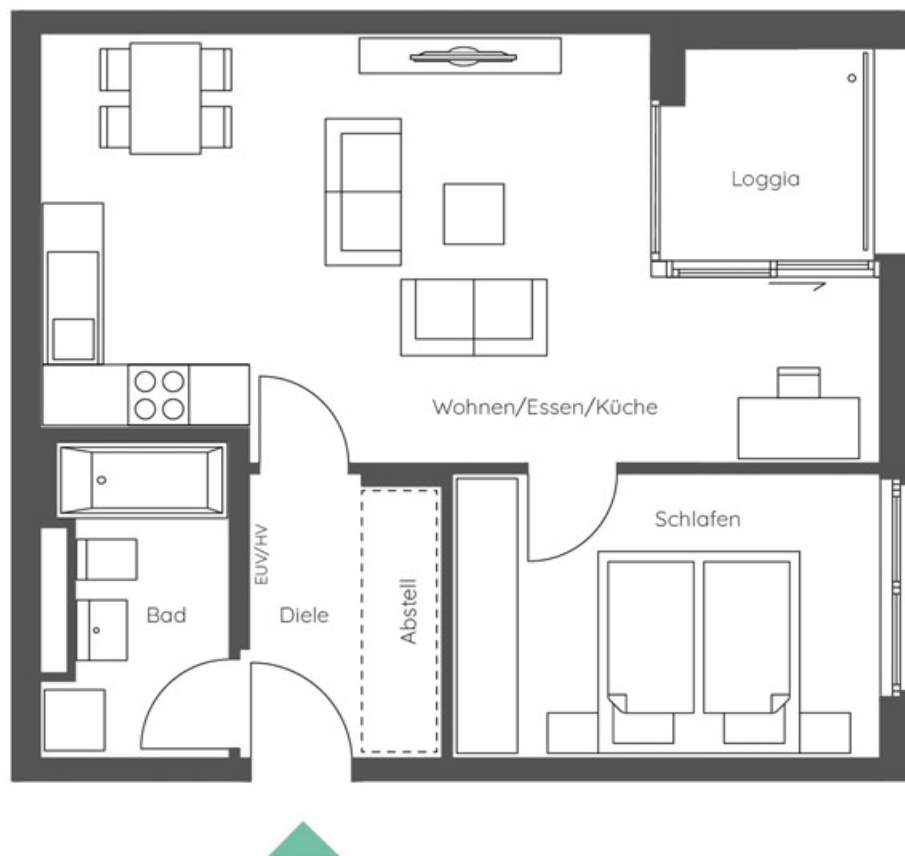 Loggia
Wohnen/Essen/Küche
Schlafen
EUV/HV
Bad
Diele
Abstell